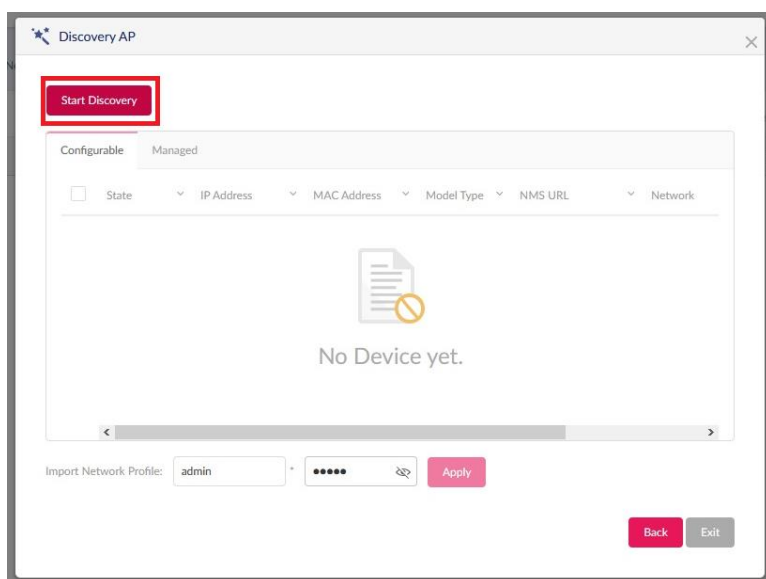 Discovery AP
Start Discovery
Configurable Managed
State IP Address MAC Address Model Type NMS URL Network
No Device yet.
Import Network Profile: admin * ●●●●● Apply
Back Exit